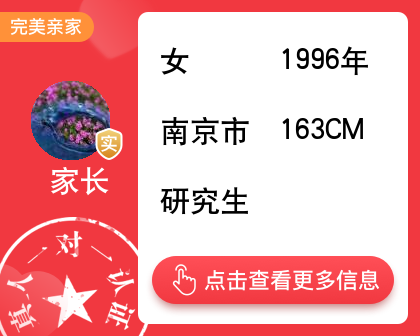 完美亲家
女 1996年
南京市 163CM
研究生
实
家长
真人一对一认证
点击查看更多信息